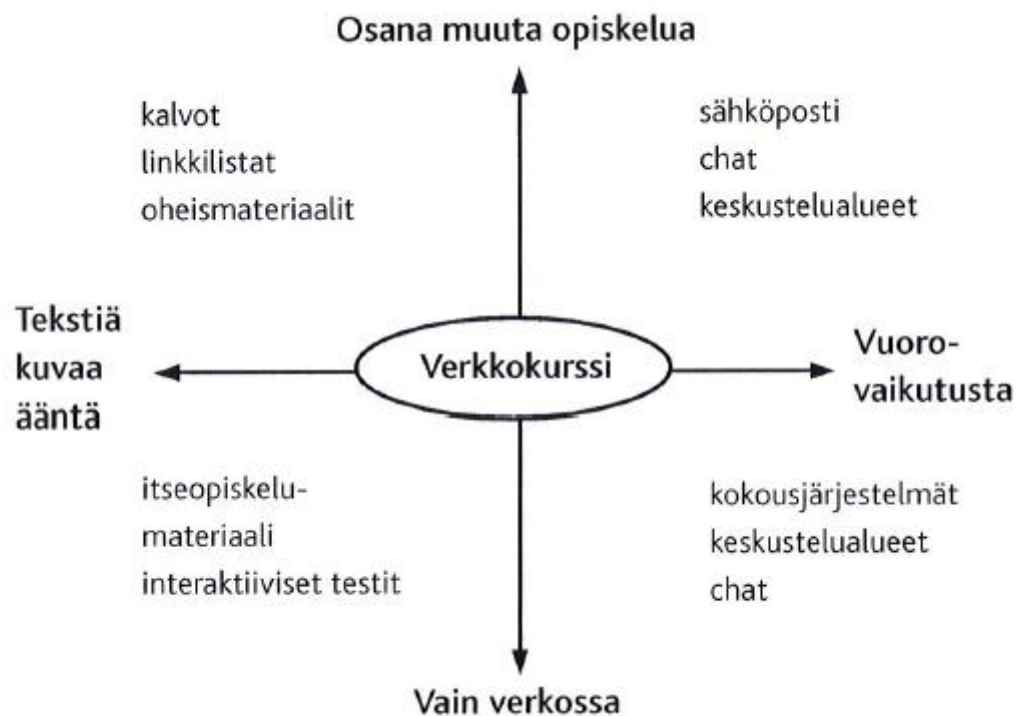 Osana muuta opiskelua
kalvot
linkkilistat
oheismateriaalit
sähköposti
chat
keskustelualueet
Tekstiä
kuvaa
ääntä
Verkkokurssi
Vuoro-
vaikutusta
itseopiskelu-
materiaali
interaktiiviset testit
kokousjärjestelmät
keskustelualueet
chat
Vain verkossa